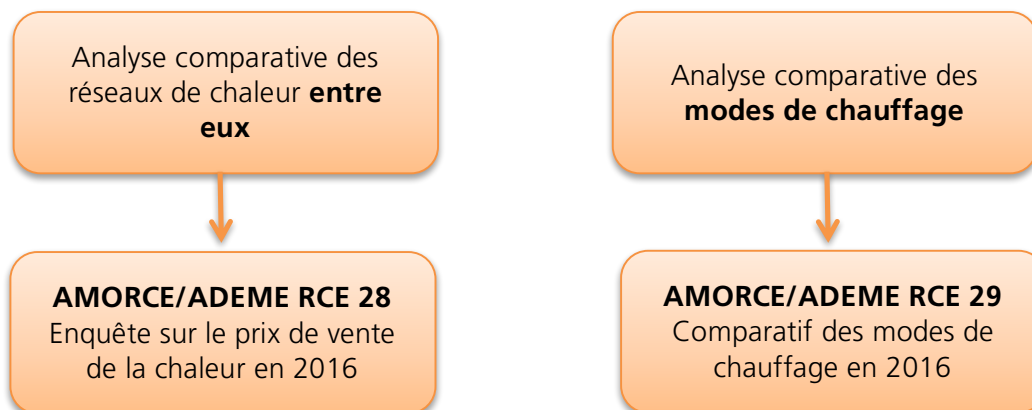 Analyse comparative des
réseaux de chaleur entre
eux
Analyse comparative des
modes de chauffage
AMORCE/ADEME RCE 28
Enquête sur le prix de vente
de la chaleur en 2016
AMORCE/ADEME RCE 29
Comparatif des modes de
chauffage en 2016